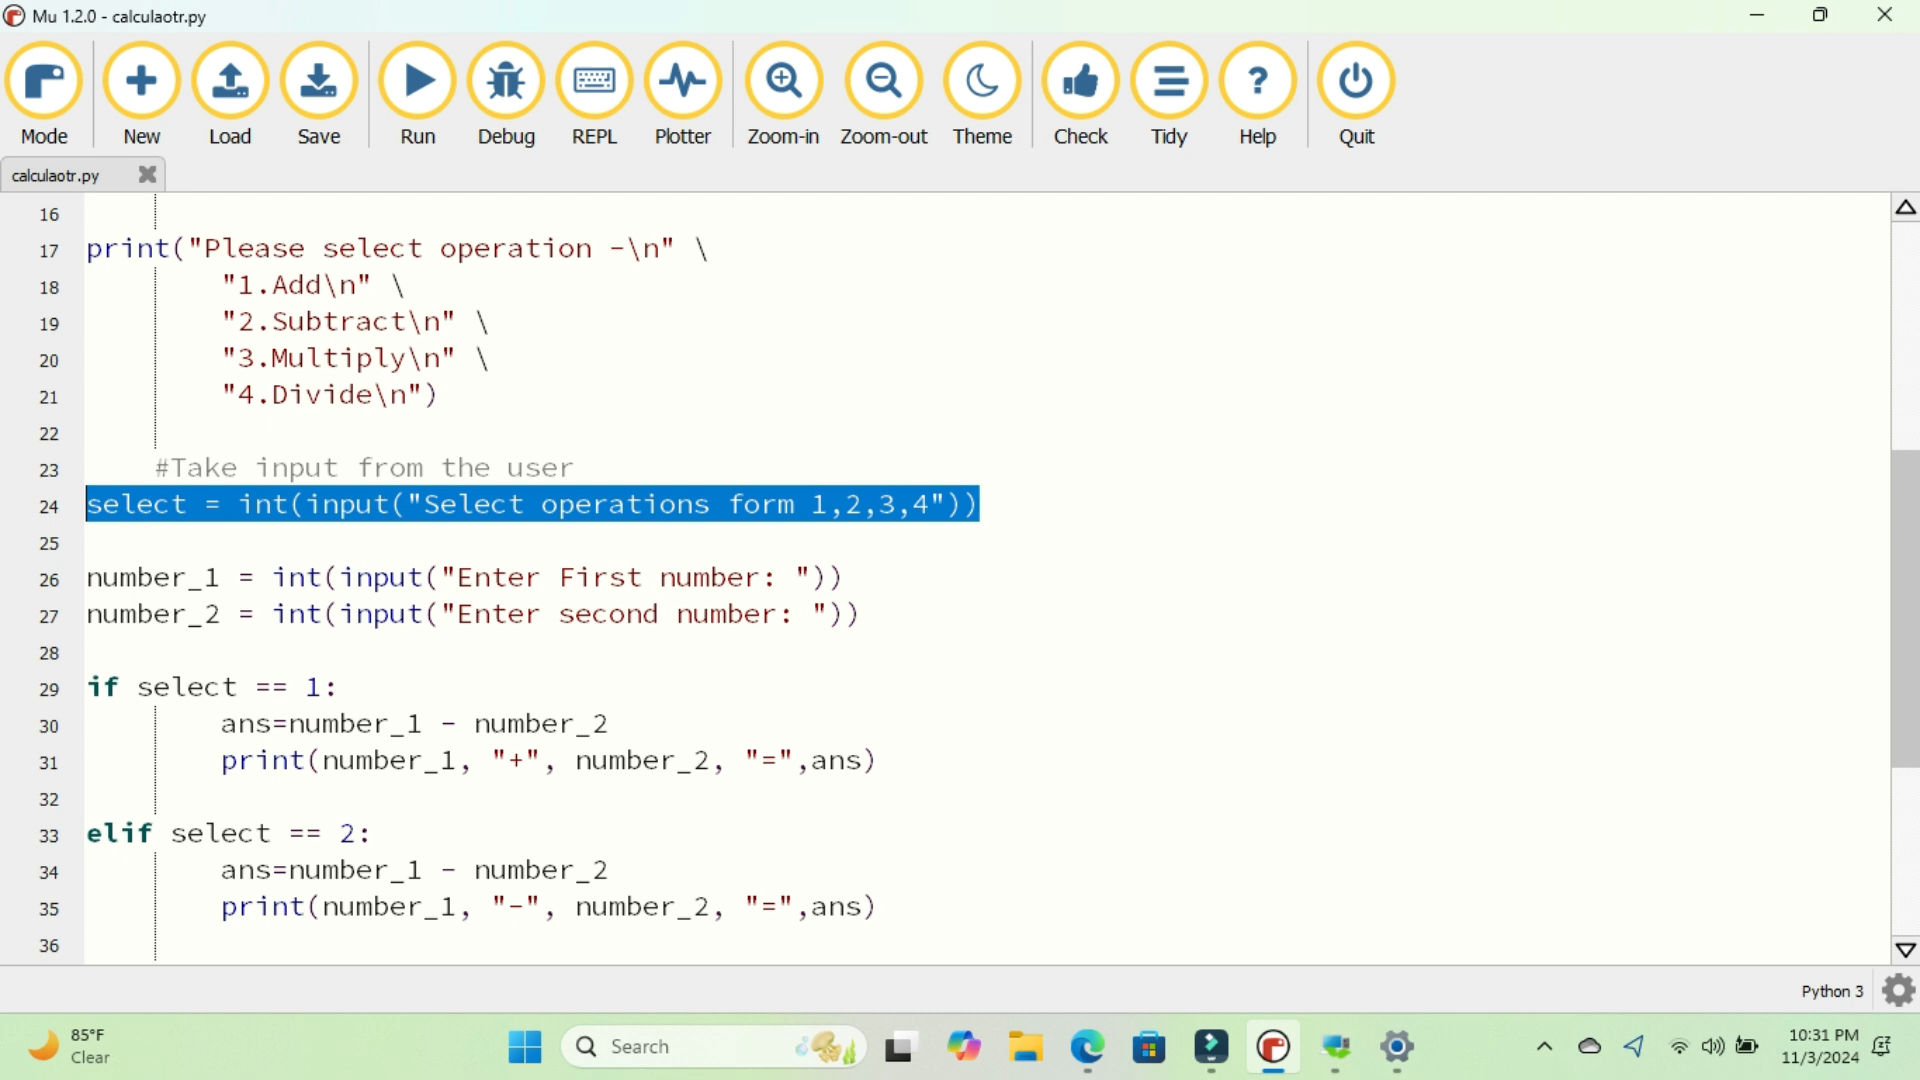 Mu 1.2.0 - calculaotr.py
Mode New Load Save Run Debug REPL Plotter Zoom-in Zoom-out Theme Check Tidy Help Quit
calculaotr.py
16
17 print("Please select operation -\n" \
18 "1.Add\n" \
19 "2.Subtract\n" \
20 "3.Multiply\n" \
21 "4.Divide\n")
22
23 #Take input from the user
24 select = int(input("Select operations form 1,2,3,4"))
25
26 number_1 = int(input("Enter First number: "))
27 number_2 = int(input("Enter second number: "))
28
29 if select == 1:
30 ans=number_1 - number_2
31 print(number_1, "+", number_2, "=",ans)
32
33 elif select == 2:
34 ans=number_1 - number_2
35 print(number_1, "-", number_2, "=",ans)
36
Python 3
85°F
Clear
Search
10:31 PM
11/3/2024